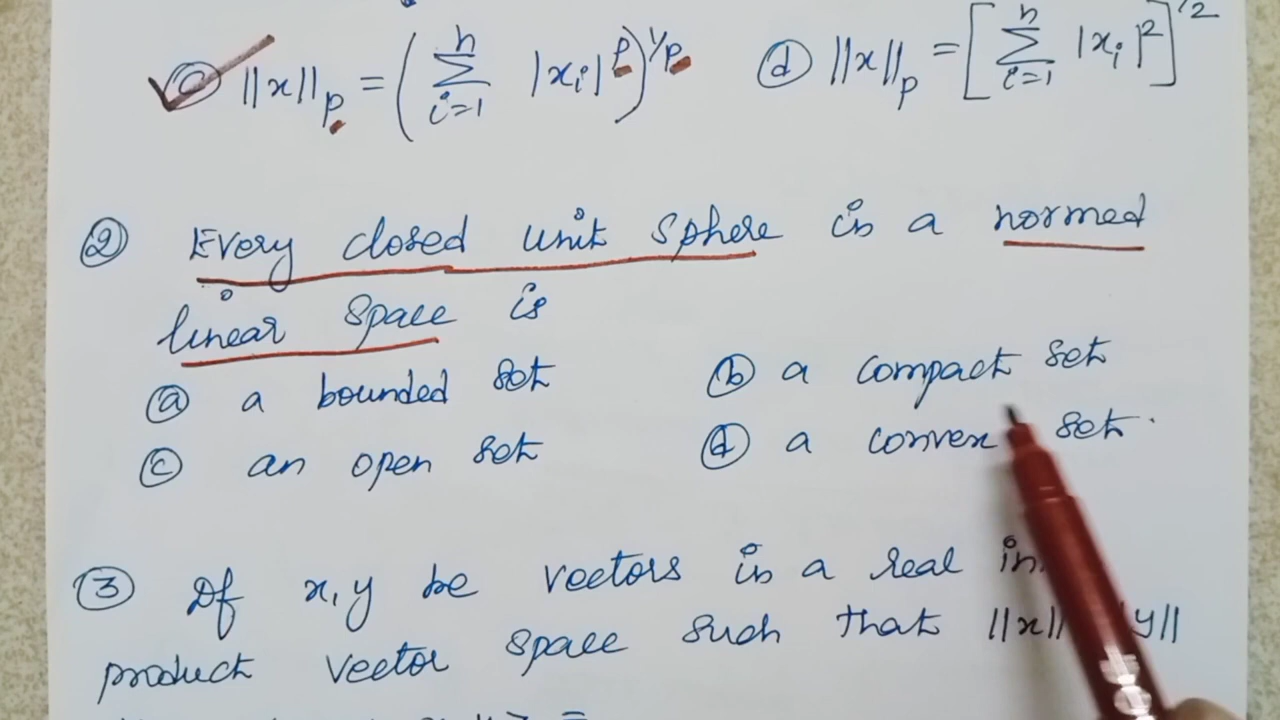 ⓒ ||x||p = (∑ⁿᵢ₌₁ |xᵢ|ᵖ)^1/p ⓓ ||x||p = [∑ⁿᵢ₌₁ |xᵢ|²]^1/2
② Every closed unit sphere in a normed
linear space is
ⓐ a bounded set ⓑ a compact set
ⓒ an open set ⓓ a convex set.
③ If x, y be vectors in a real
product vector space such that ||x|| y||